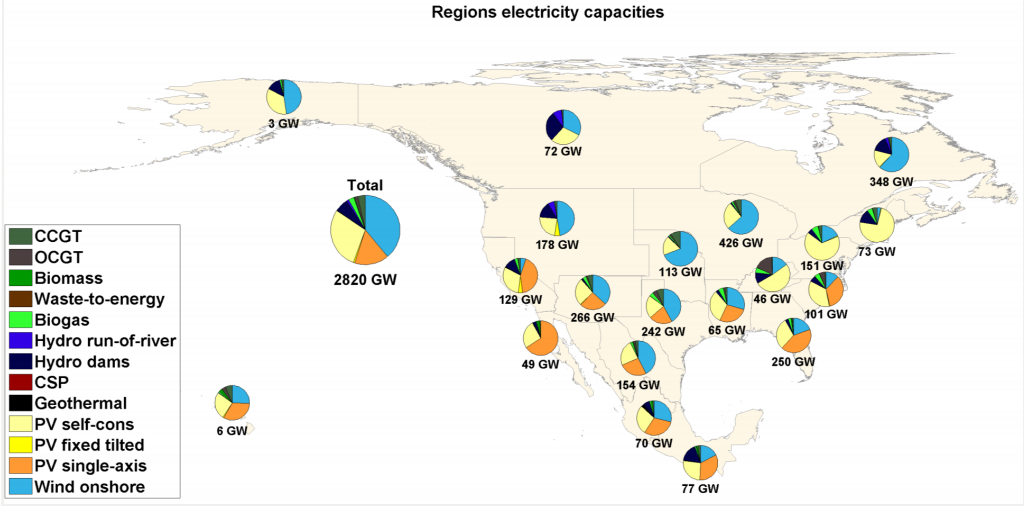 Regions electricity capacities
3 GW
72 GW
348 GW
Total
2820 GW
178 GW
426 GW
73 GW
113 GW
151 GW
129 GW
266 GW
46 GW
101 GW
242 GW
65 GW
49 GW
250 GW
154 GW
6 GW
70 GW
77 GW
CCGT
OCGT
Biomass
Waste-to-energy
Biogas
Hydro run-of-river
Hydro dams
CSP
Geothermal
PV self-cons
PV fixed tilted
PV single-axis
Wind onshore